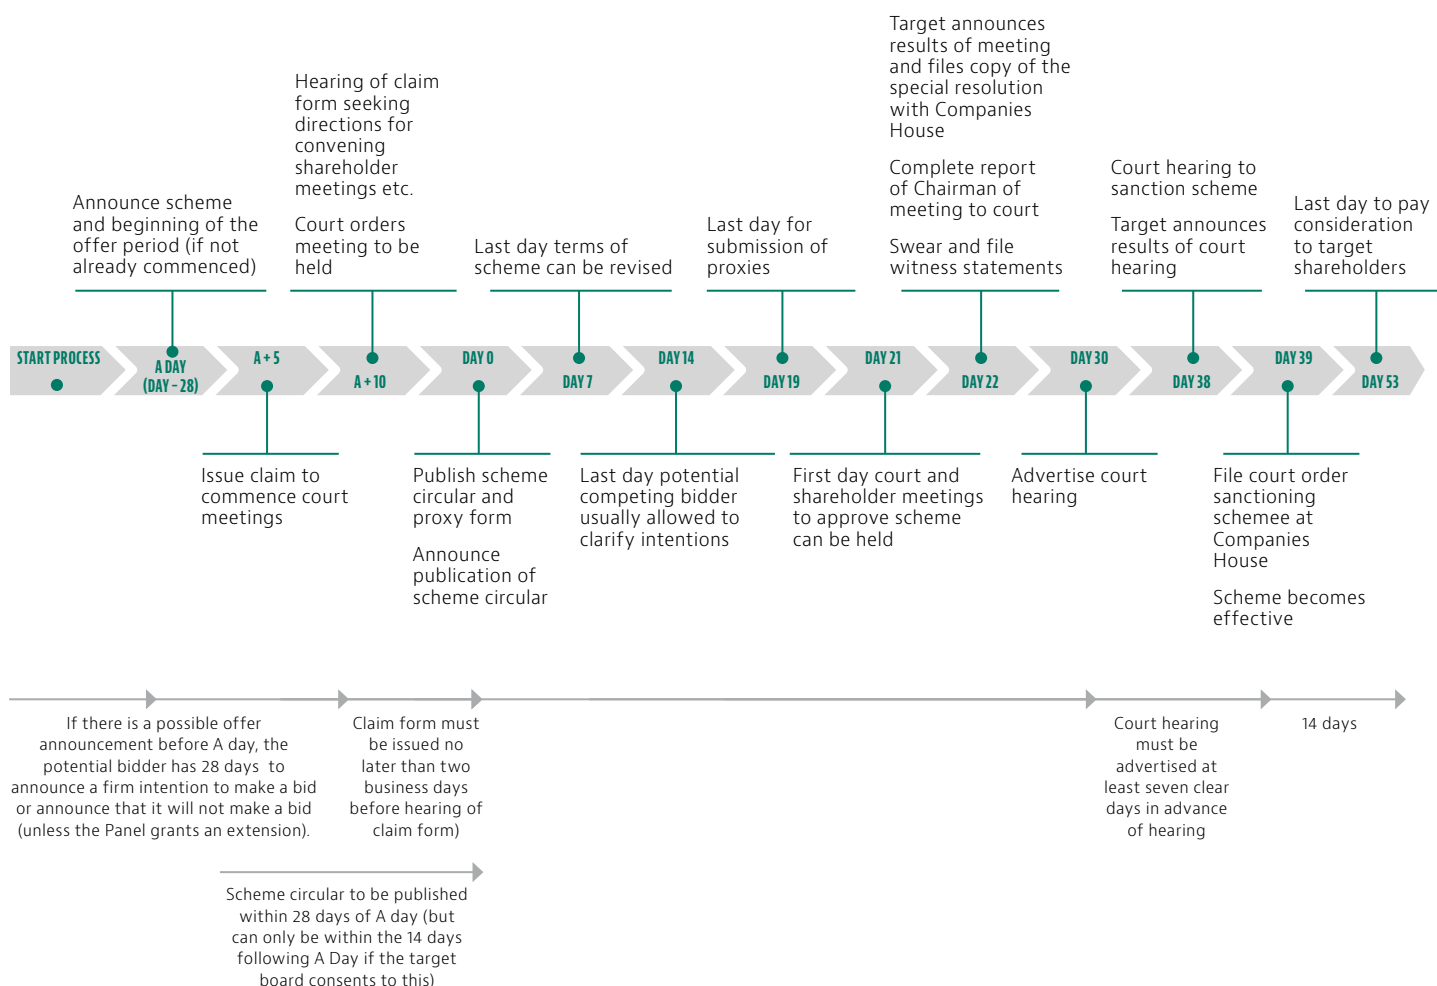 Target announces
results of meeting
and files copy of the
special resolution
with Companies
House
Complete report
of Chairman of
meeting to court
Swear and file
witness statements
Hearing of claim
form seeking
directions for
convening
shareholder
meetings etc.
Court orders
meeting to be
held
Announce scheme
and beginning of the
offer period (if not
already commenced)
Last day terms of
scheme can be revised
Last day for
submission of
proxies
Court hearing to
sanction scheme
Target announces
results of court
hearing
Last day to pay
consideration
to target
shareholders
START PROCESS
A DAY
(DAY – 28)
A + 5
A + 10
DAY 0
DAY 7
DAY 14
DAY 19
DAY 21
DAY 22
DAY 30
DAY 38
DAY 39
DAY 53
Issue claim to
commence court
meetings
Publish scheme
circular and
proxy form
Announce
publication of
scheme circular
Last day potential
competing bidder
usually allowed to
clarify intentions
First day court and
shareholder meetings
to approve scheme
can be held
Advertise court
hearing
File court order
sanctioning
schemee at
Companies
House
Scheme becomes
effective
If there is a possible offer
announcement before A day, the
potential bidder has 28 days to
announce a firm intention to make a bid
or announce that it will not make a bid
(unless the Panel grants an extension).
Claim form must
be issued no
later than two
business days
before hearing of
claim form)
Court hearing
must be
advertised at
least seven clear
days in advance
of hearing
14 days
Scheme circular to be published
within 28 days of A day (but
can only be within the 14 days
following A Day if the target
board consents to this)